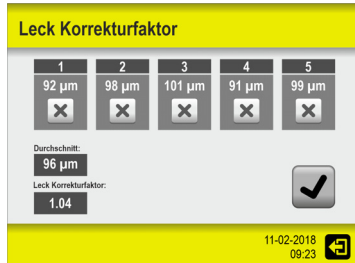 Leck Korrekturfaktor
1 2 3 4 5
92 µm 98 µm 101 µm 91 µm 99 µm
Durchschnitt:
96 µm
Leck Korrekturfaktor:
1.04
11-02-2018
09:23